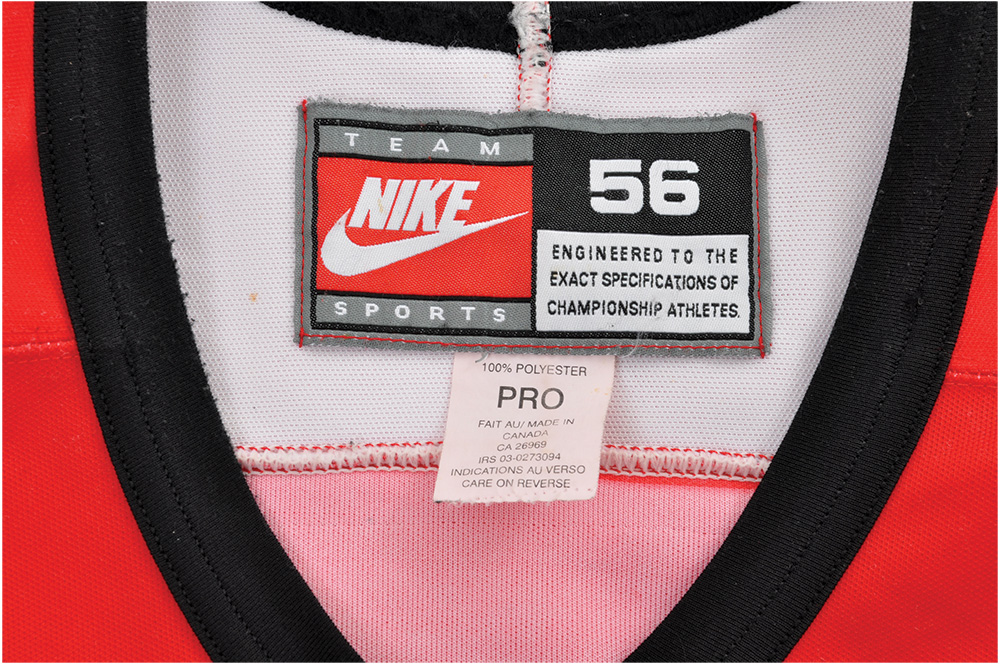 TEAM
NIKE
SPORTS
56
ENGINEERED TO THE
EXACT SPECIFICATIONS OF
CHAMPIONSHIP ATHLETES.
100% POLYESTER
PRO
FAIT AU/ MADE IN
CANADA
CA 26969
IRS 03-0273094
INDICATIONS AU VERSO
CARE ON REVERSE